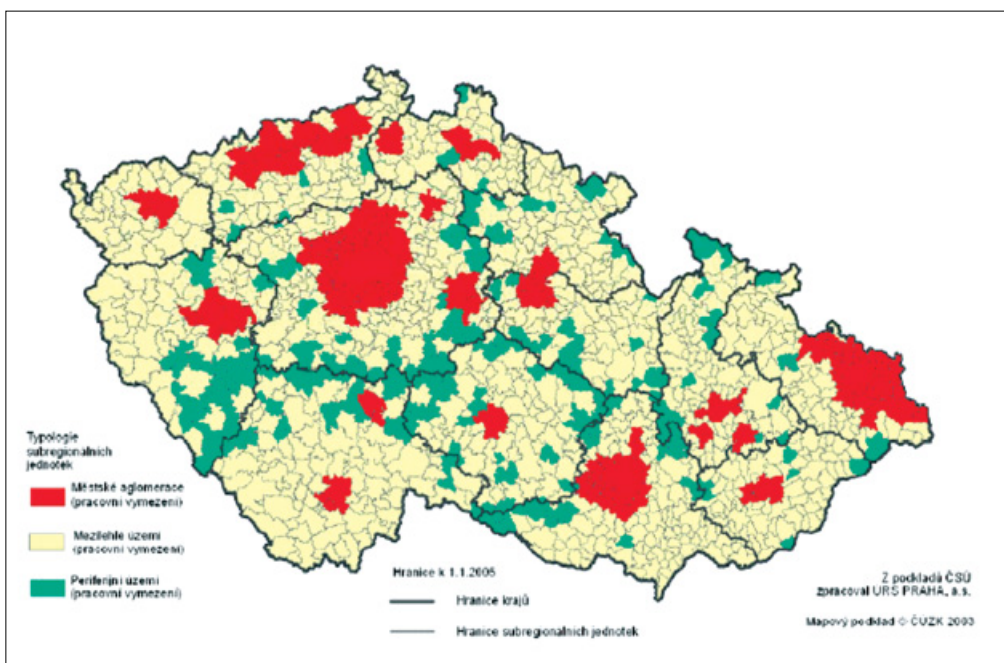 Typologie
subregionálních
jednotek
Městské aglomerace
(pracovní vymezení)
Mezilehlé území
(pracovní vymezení)
Periferijní území
(pracovní vymezení)
Hranice k 1.1.2005
Hranice krajů
Hranice subregionálních jednotek
Z podkladů ČSÚ
zpracoval URS PRAHA, a.s.
Mapový podklad © ČÚZK 2003